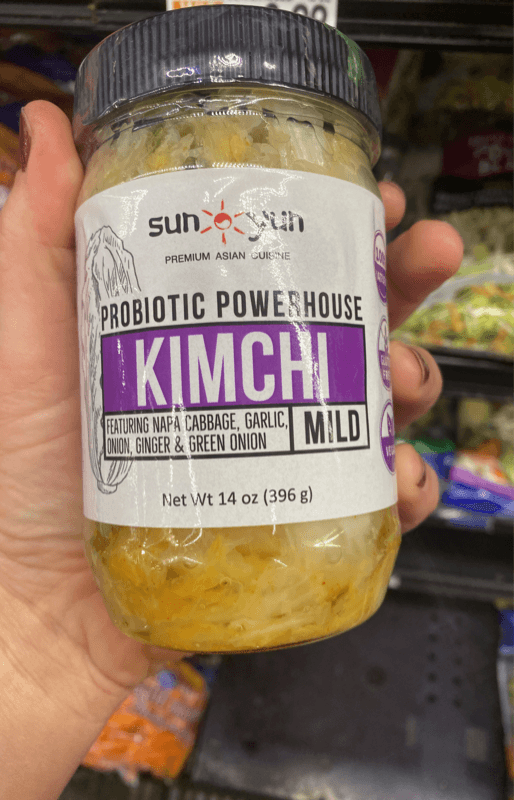 sun yun
PREMIUM ASIAN CUISINE
PROBIOTIC POWERHOUSE
KIMCHI
FEATURING NAPA CABBAGE, GARLIC,
ONION, GINGER & GREEN ONION
MILD
Net Wt 14 oz (396 g)